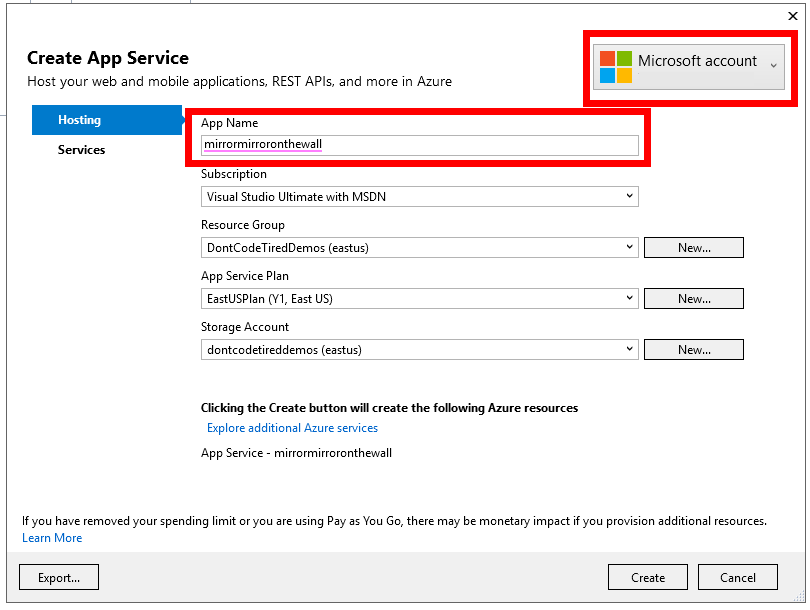 Create App Service
Host your web and mobile applications, REST APIs, and more in Azure
Microsoft account
Hosting
Services
App Name
mirrormirroronthewall
Subscription
Visual Studio Ultimate with MSDN
Resource Group
DontCodeTiredDemos (eastus)
New...
App Service Plan
EastUSPlan (Y1, East US)
New...
Storage Account
dontcodetireddemos (eastus)
New...
Clicking the Create button will create the following Azure resources
Explore additional Azure services
App Service - mirrormirroronthewall
If you have removed your spending limit or you are using Pay as You Go, there may be monetary impact if you provision additional resources.
Learn More
Export...
Create
Cancel